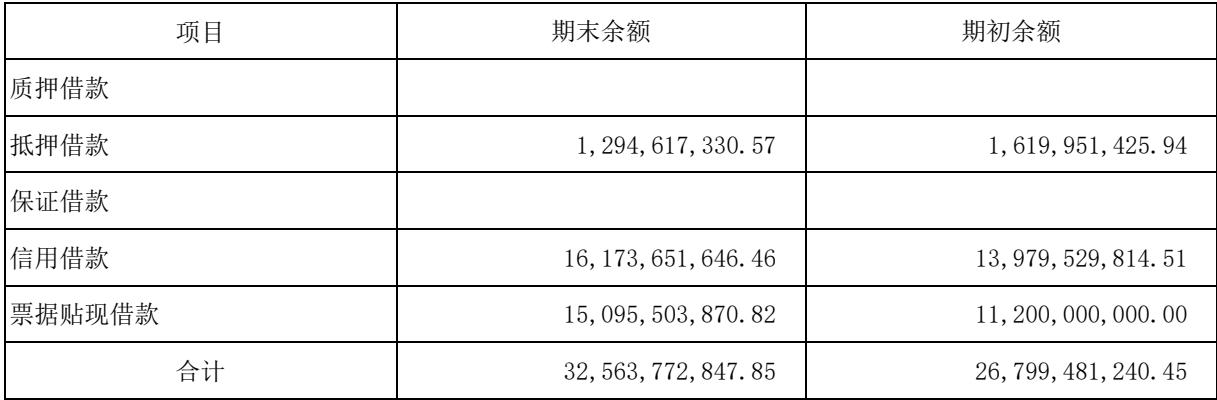 项目 期末余额 期初余额
质押借款
抵押借款 1,294,617,330.57 1,619,951,425.94
保证借款
信用借款 16,173,651,646.46 13,979,529,814.51
票据贴现借款 15,095,503,870.82 11,200,000,000.00
合计 32,563,772,847.85 26,799,481,240.45